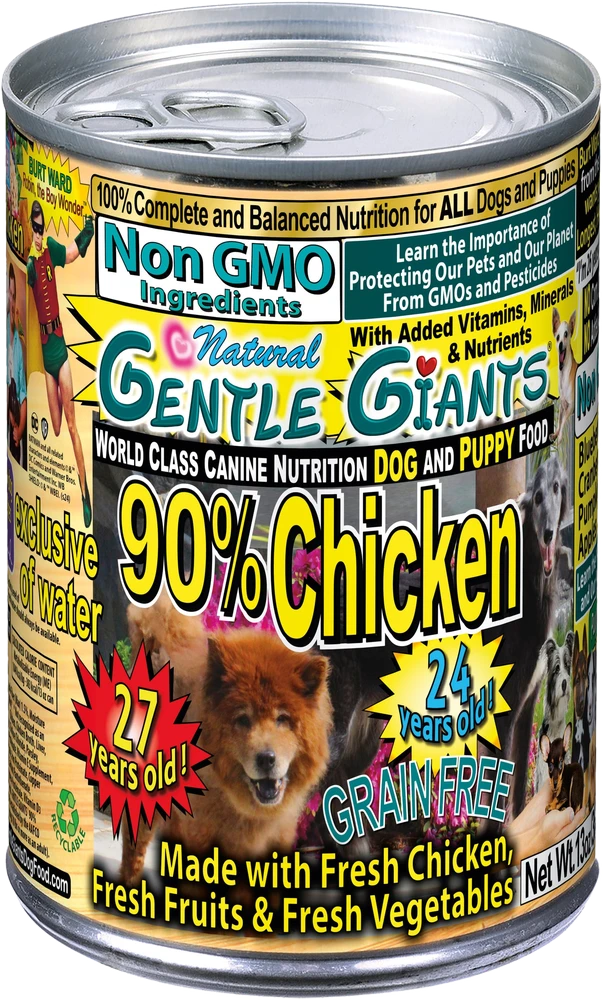 BURT WARD
Robin, the Boy Wonder
100% Complete and Balanced Nutrition for ALL Dogs and Puppies
Non GMO
Ingredients
Learn the Importance of
Protecting Our Pets and Our Planet
From GMOs and Pesticides
With Added Vitamins, Minerals
& Nutrients
Natural
GENTLE GIANTS®
WORLD CLASS CANINE NUTRITION DOG AND PUPPY FOOD
90% Chicken
exclusive
of water
27
years old!
24
years old!
GRAIN FREE
RECYCLABLE
Made with Fresh Chicken,
Fresh Fruits & Fresh Vegetables
Net Wt. 13
DogFood.com